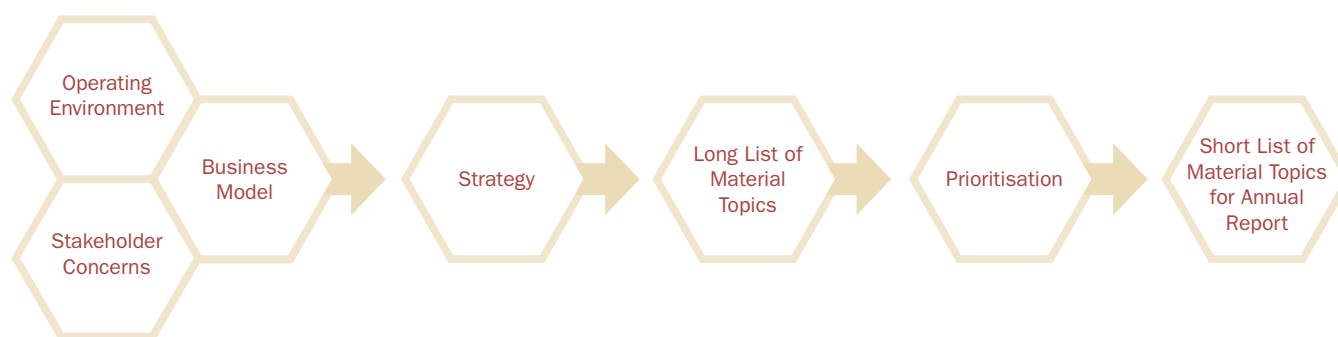 Operating
Environment
Stakeholder
Concerns
Business
Model
Strategy
Long List of
Material
Topics
Prioritisation
Short List of
Material Topics
for Annual
Report